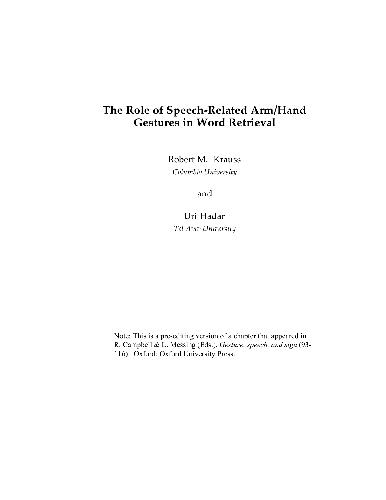 The Role of Speech-Related Arm/Hand
Gestures in Word Retrieval
Robert M. Krauss
Columbia University
and
Uri Hadar
Tel Aviv University
Note: This is a pre-editing version of a chapter that appeared in
R. Campbell & L. Messing (Eds.), Gesture, speech, and sign (93-
116). Oxford: Oxford University Press.